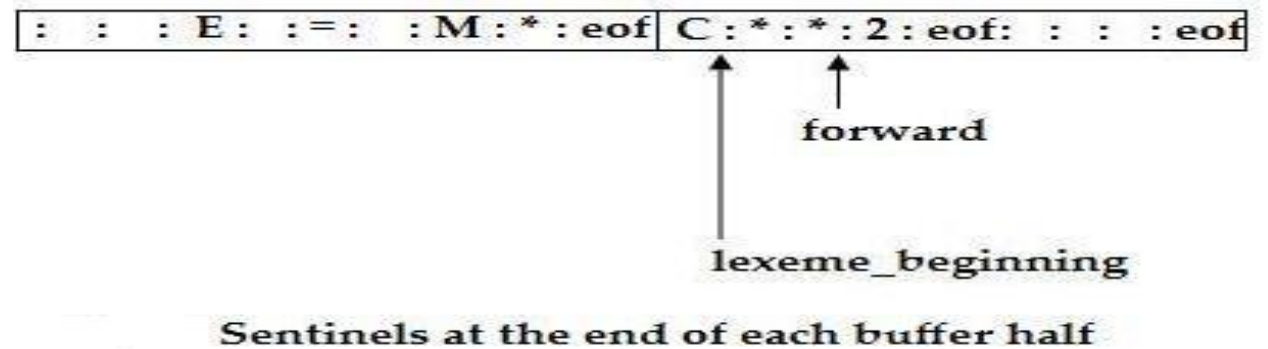 : : : E : : = : : M : * : eof C : * : * : 2 : eof : : : : eof
forward
lexeme_beginning
Sentinels at the end of each buffer half